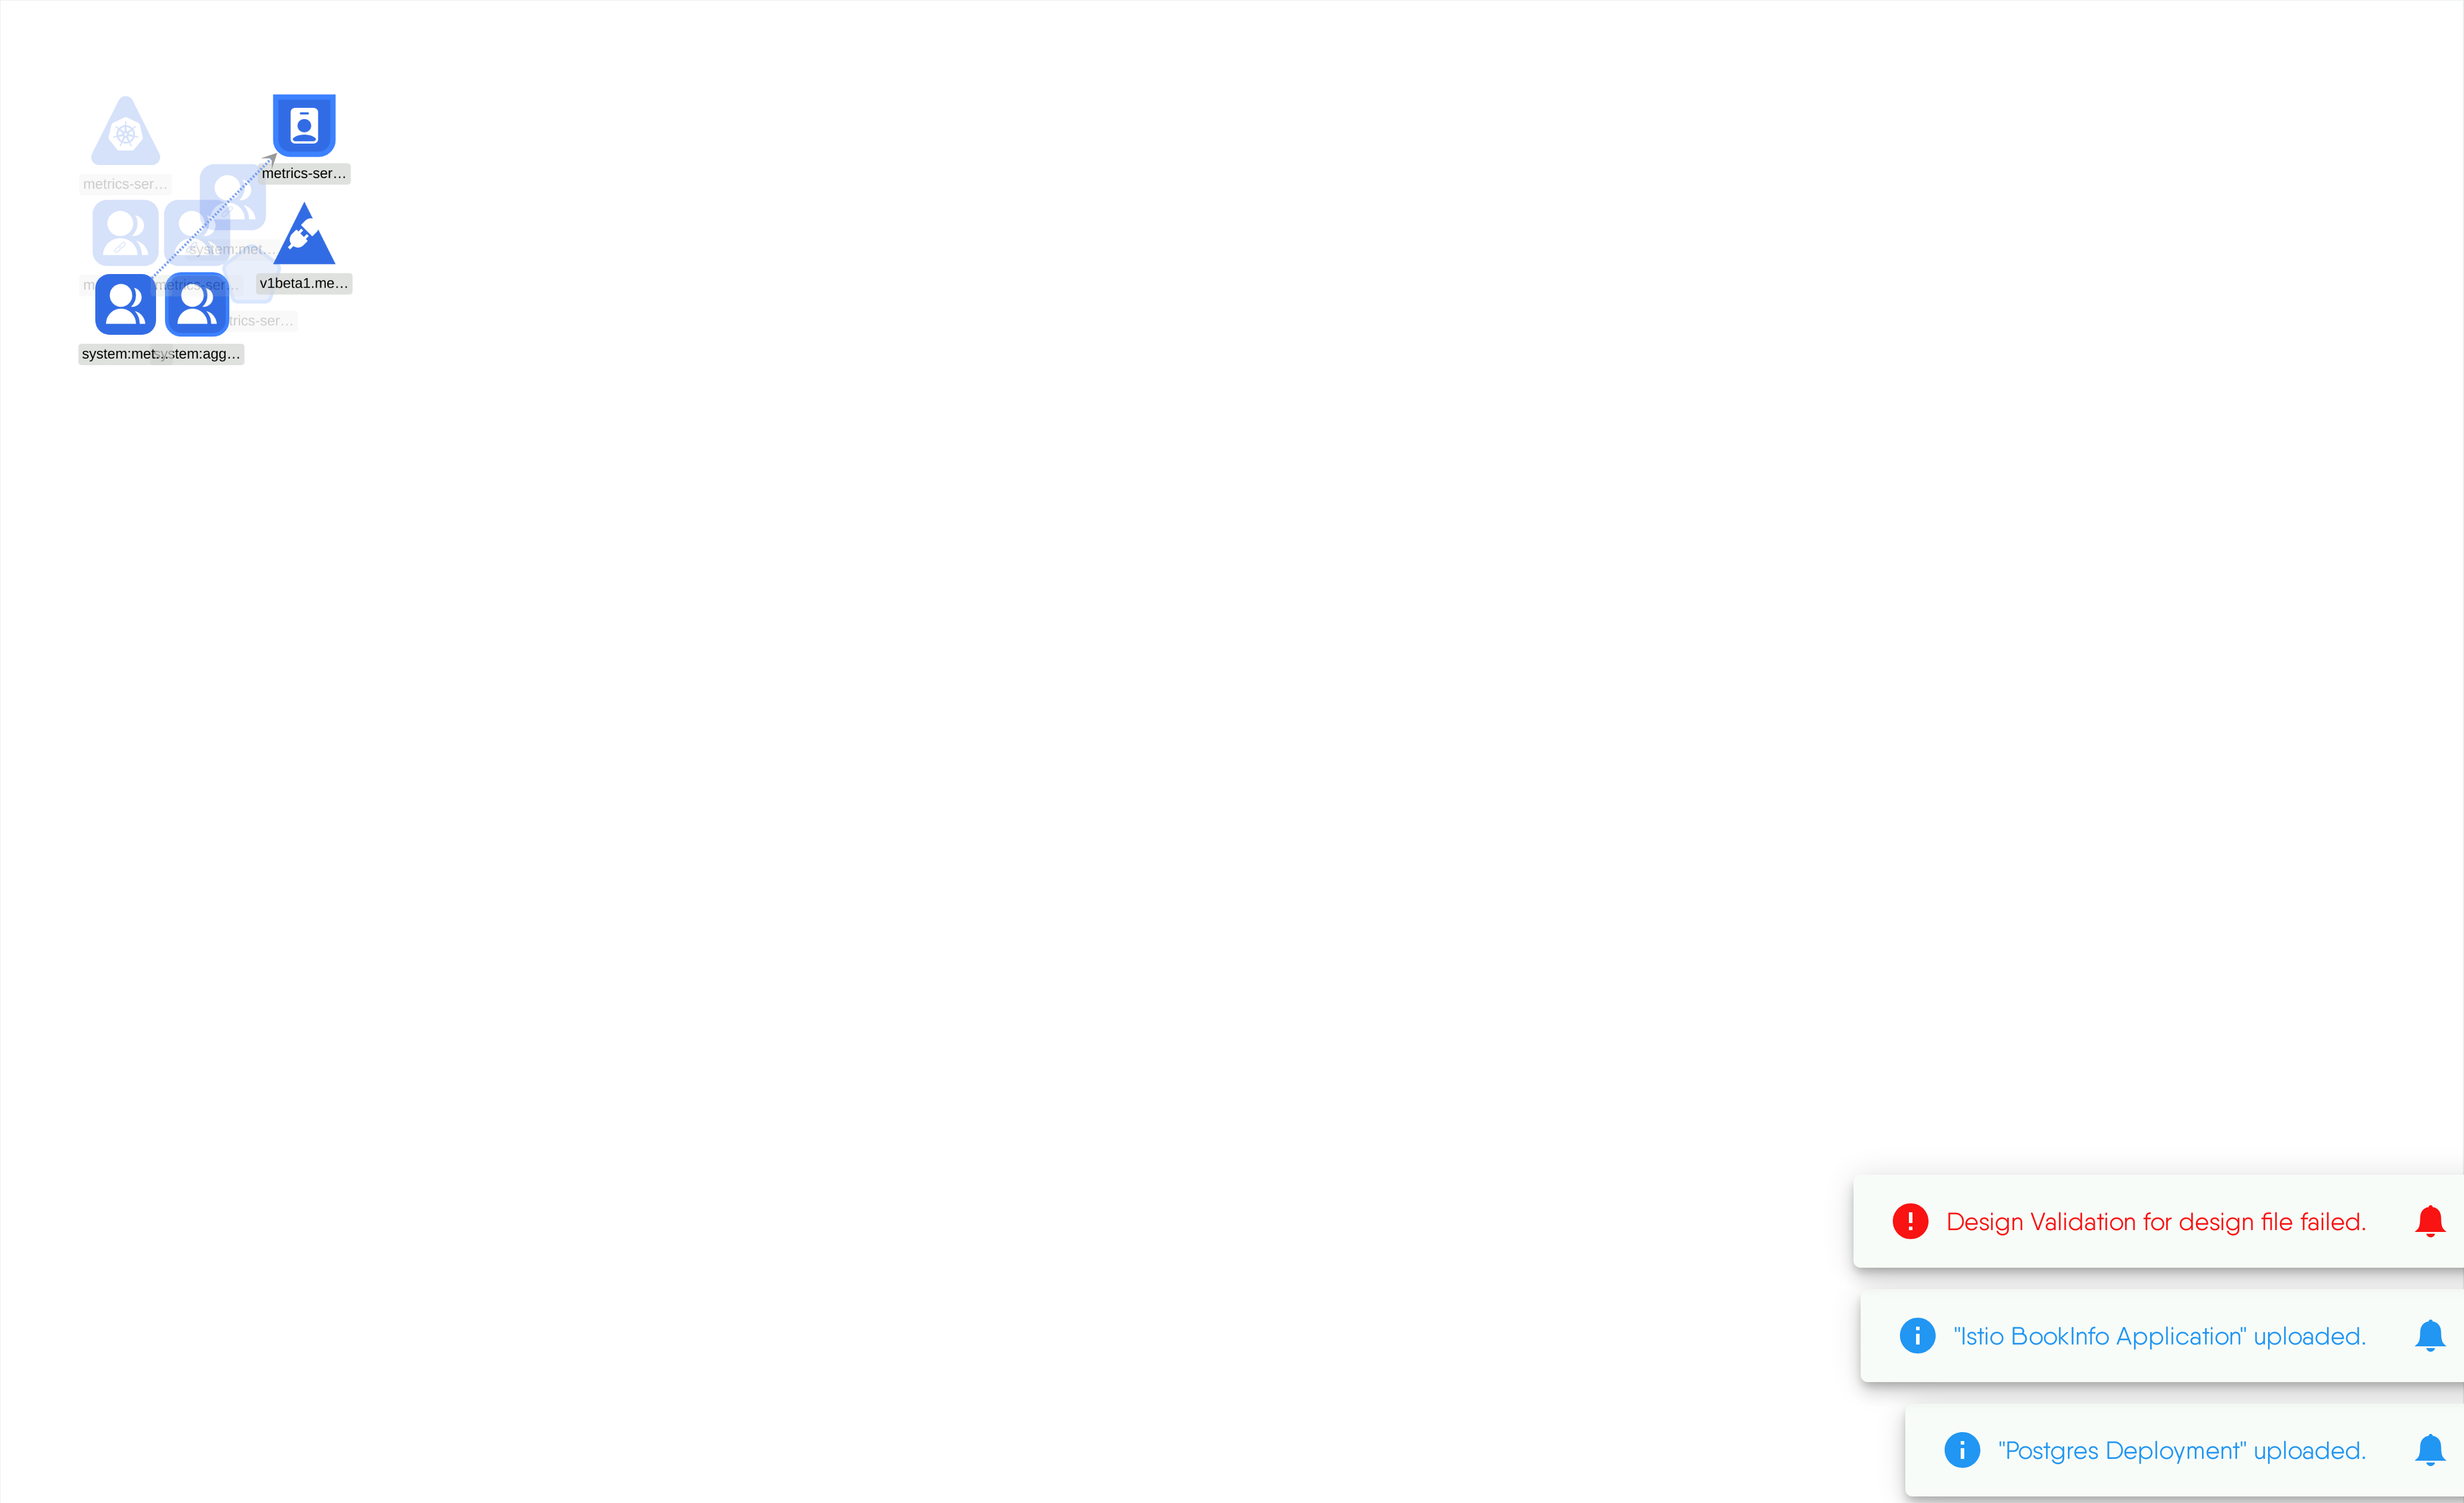 metrics-ser…
metrics-ser…
system:met…
metrics-ser…
v1beta1.me…
trics-ser…
system:met…
stem:agg…
Design Validation for design file failed.
"Istio BookInfo Application" uploaded.
"Postgres Deployment" uploaded.